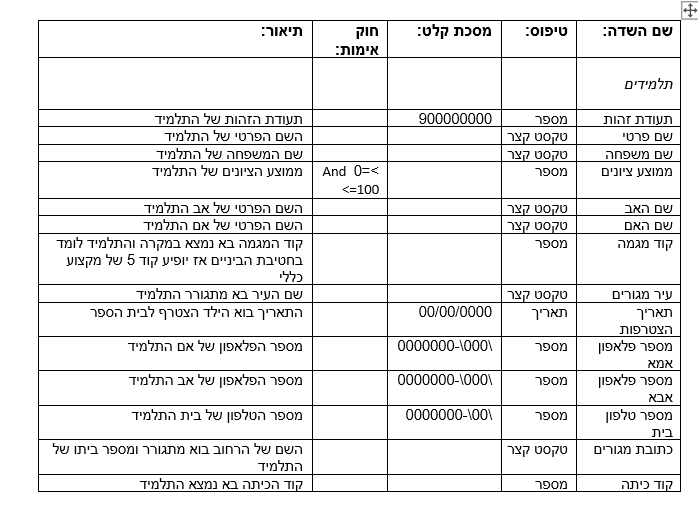 שם השדה: טיפוס: מסכת קלט: חוק תיאור:
אימות:
תלמידים
תעודת זהות מספר 900000000 תעודת הזהות של התלמיד
שם פרטי טקסט קצר השם הפרטי של התלמיד
שם משפחה טקסט קצר שם המשפחה של התלמיד
ממוצע ציונים מספר And 0=< ממוצע הציונים של התלמיד
<=100
שם האב טקסט קצר השם הפרטי של אב התלמיד
שם האם טקסט קצר השם הפרטי של אם התלמיד
קוד מגמה מספר קוד המגמה בא נמצא במקרה והתלמיד לומד
בחטיבת הביניים אז יופיע קוד 5 של מקצוע
כללי
עיר מגורים טקסט קצר שם העיר בא מתגורר התלמיד
תאריך תאריך 00/00/0000 התאריך בוא הילד הצטרף לבית הספר
הצטרפות
מספר פלאפון מספר 0000000-\000\ מספר הפלאפון של אם התלמיד
אמא
מספר פלאפון מספר 0000000-\000\ מספר הפלאפון של אב התלמיד
אבא
מספר טלפון מספר 0000000-\00\ מספר הטלפון של בית התלמיד
בית
כתובת מגורים טקסט קצר השם של הרחוב בוא מתגורר ומספר ביתו של
התלמיד
קוד כיתה מספר קוד הכיתה בא נמצא התלמיד